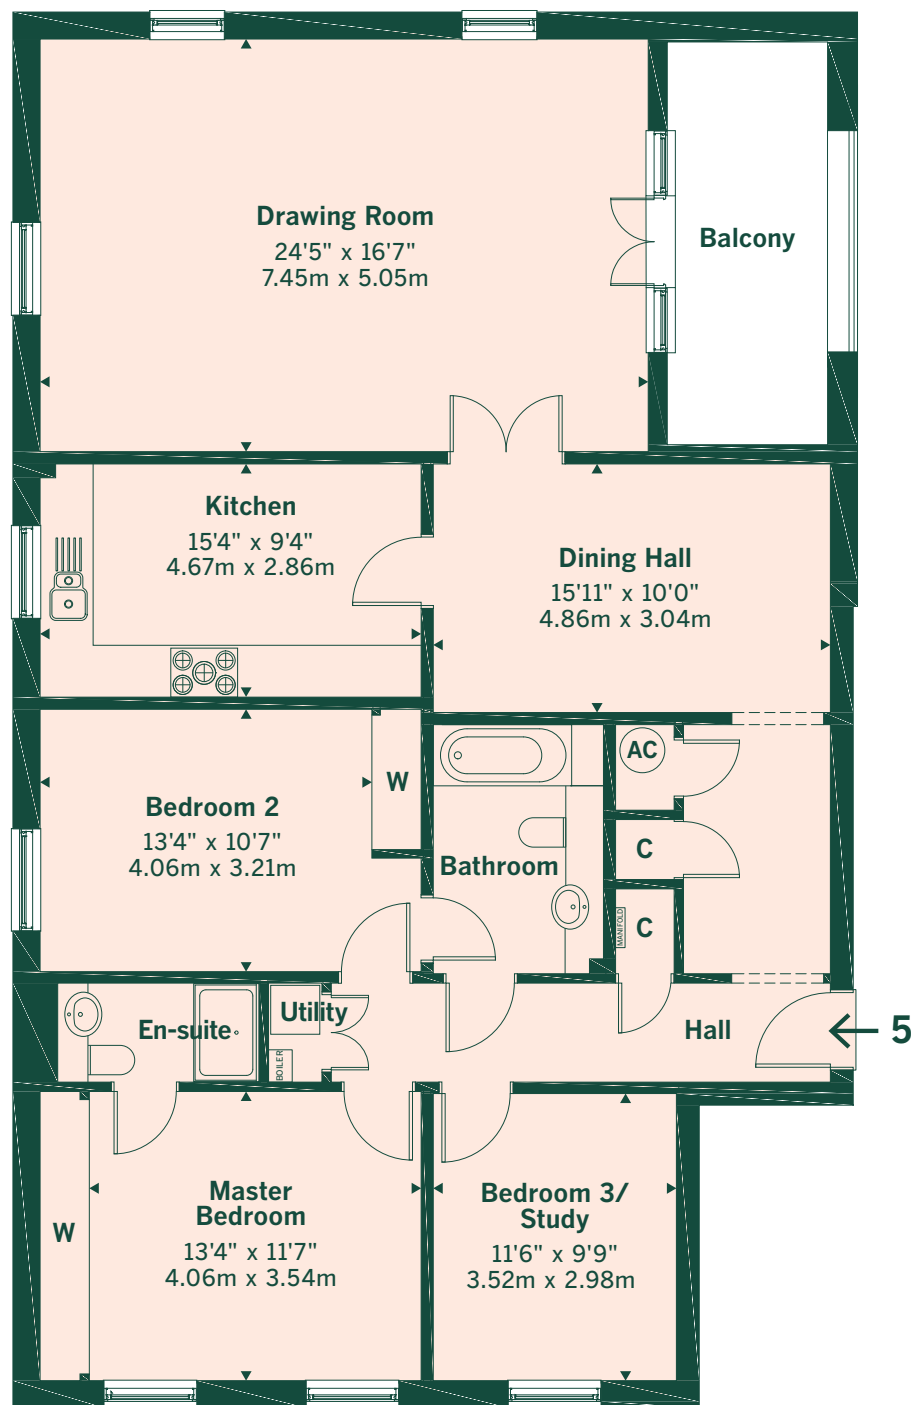 Drawing Room
24'5" x 16'7"
7.45m x 5.05m
Balcony
Kitchen
15'4" x 9'4"
4.67m x 2.86m
Dining Hall
15'11" x 10'0"
4.86m x 3.04m
AC
W
Bedroom 2
13'4" x 10'7"
4.06m x 3.21m
C
Bathroom
MANIFOLD
C
Utility
En-suite
Hall
5
BOILER
Master
Bedroom
13'4" x 11'7"
4.06m x 3.54m
W
Bedroom 3/
Study
11'6" x 9'9"
3.52m x 2.98m